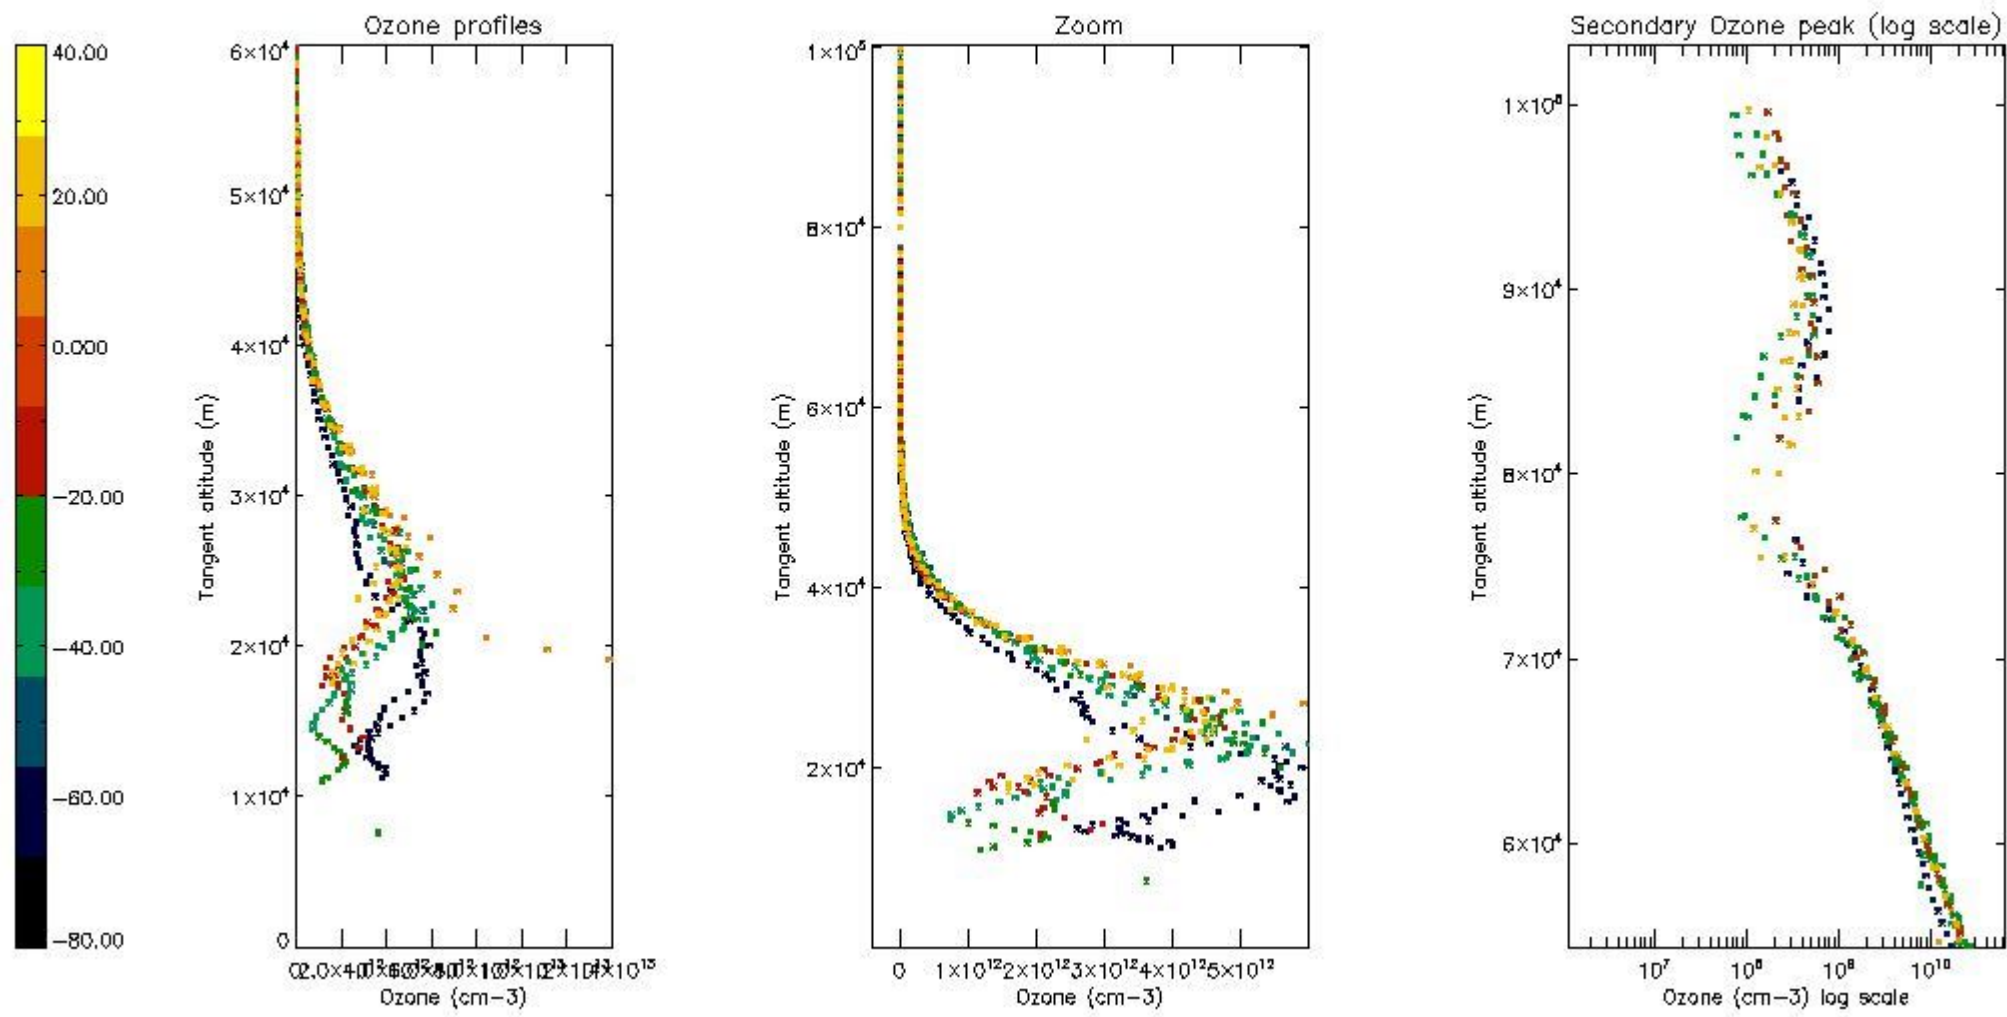 Ozone profiles
Zoom
Secondary Ozone peak (log scale)
40.00
20.00
0.000
-20.00
-40.00
-60.00
-80.00
6×10⁴
5×10⁴
4×10⁴
3×10⁴
2×10⁴
1×10⁴
0
Tangent altitude (m)
Ozone (cm-3)
1×10⁵
8×10⁴
6×10⁴
4×10⁴
2×10⁴
Tangent altitude (m)
0 1×10¹² 2×10¹² 3×10¹² 4×10¹² 5×10¹²
Ozone (cm-3)
9×10⁴
8×10⁴
7×10⁴
6×10⁴
Tangent altitude (m)
10⁷ 10⁸ 10⁹ 10¹⁰
Ozone (cm-3) log scale